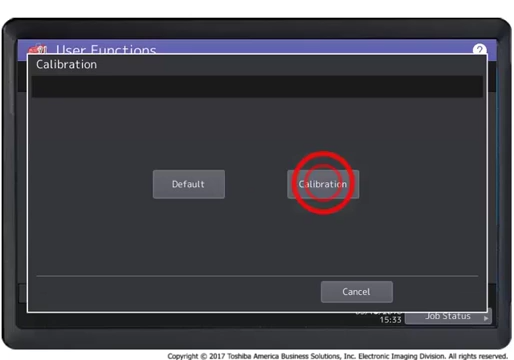 User Functions
?
Calibration
Default
Calibration
Cancel
15:33
Job Status
Copyright © 2017 Toshiba America Business Solutions, Inc. Electronic Imaging Division. All rights reserved.